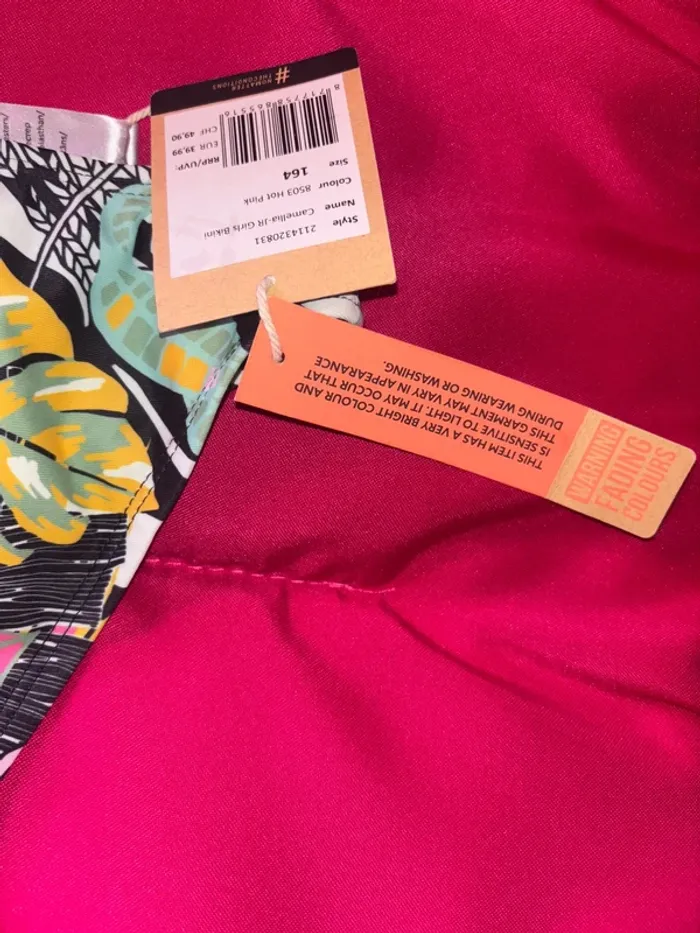 #
NOMATTER
THECONDITIONS
Style 2114320831
Name Camellia-JR Girls Bikini
Colour 8503 Hot Pink
Size 164
RRP/UVP: EUR 39.99
CHF 49,90
8717758865516
THIS ITEM HAS A VERY BRIGHT COLOUR AND
IS SENSITIVE TO LIGHT: IT MAY OCCUR THAT
THIS GARMENT MAY VARY IN APPEARANCE
DURING WEARING OR WASHING.
WARNING
FADING
COLOURS